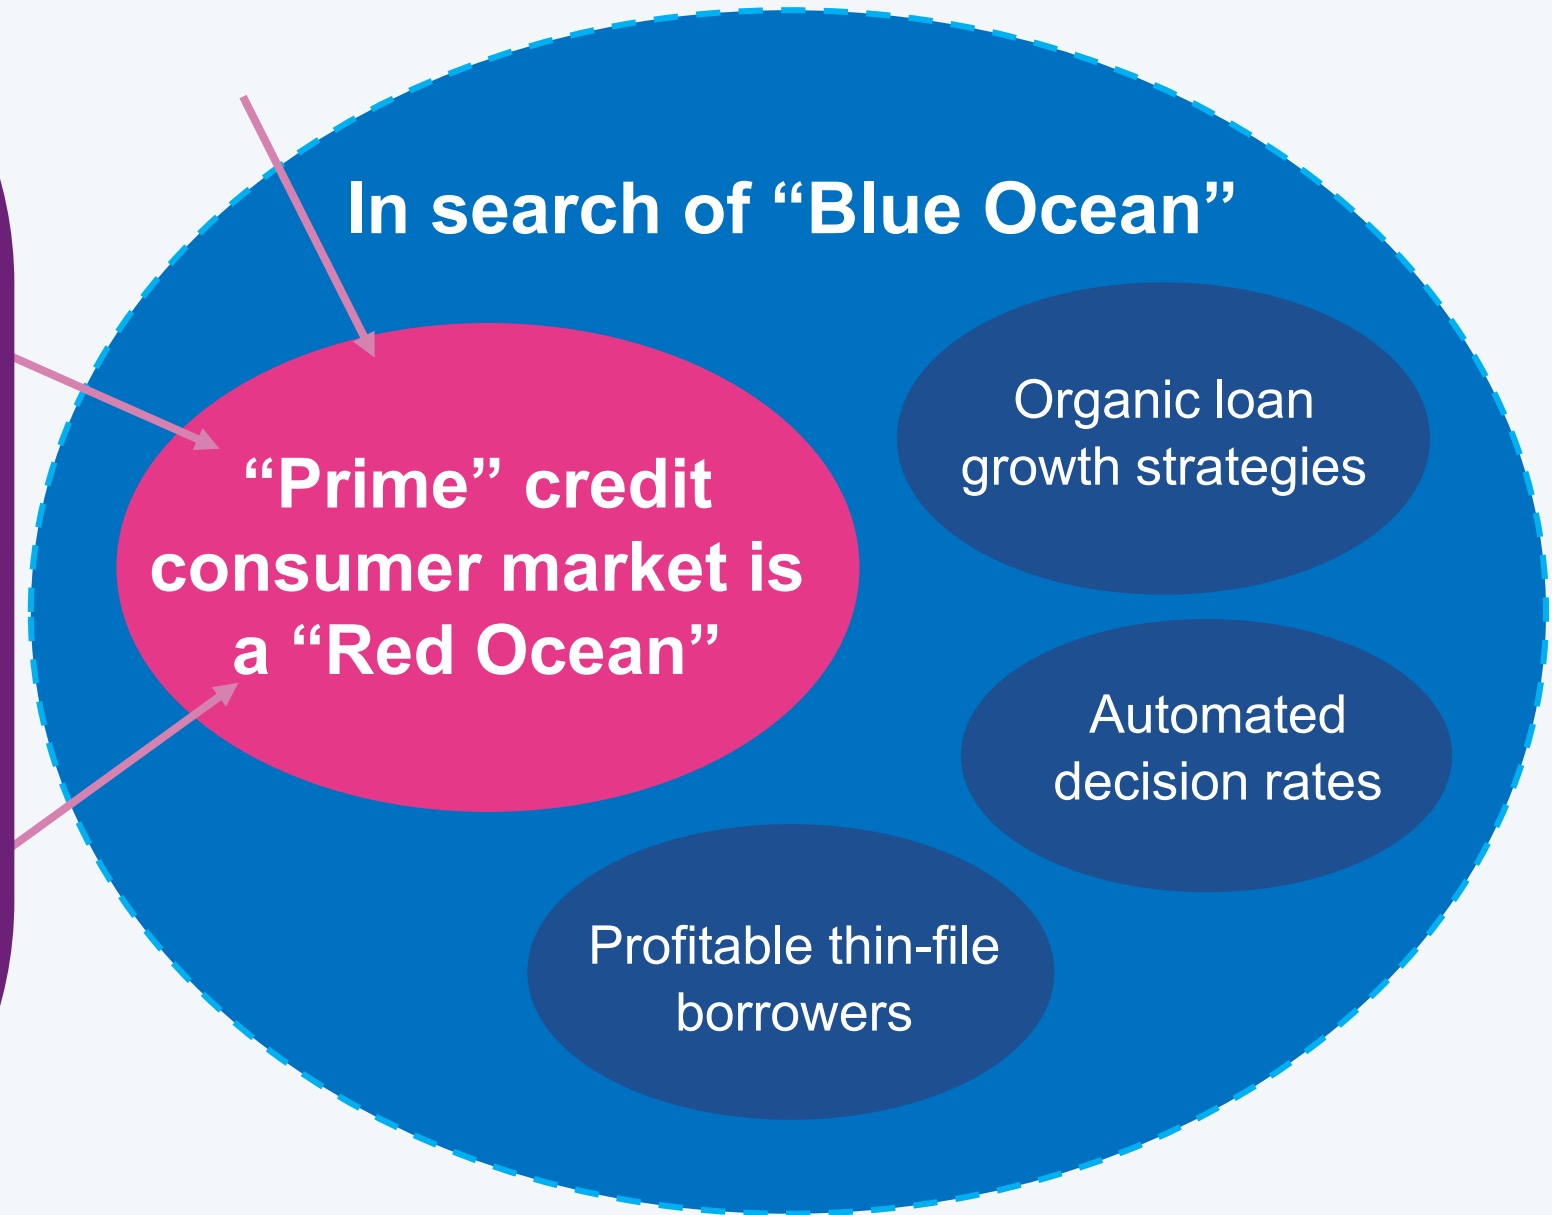 In search of “Blue Ocean”
“Prime” credit
consumer market is
a “Red Ocean”
Organic loan
growth strategies
Automated
decision rates
Profitable thin-file
borrowers